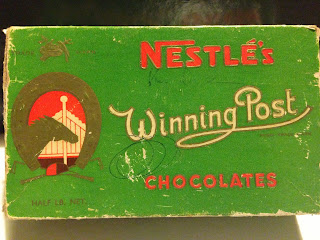 NESTLÉ'S
Winning Post
CHOCOLATES
HALF LB. NET